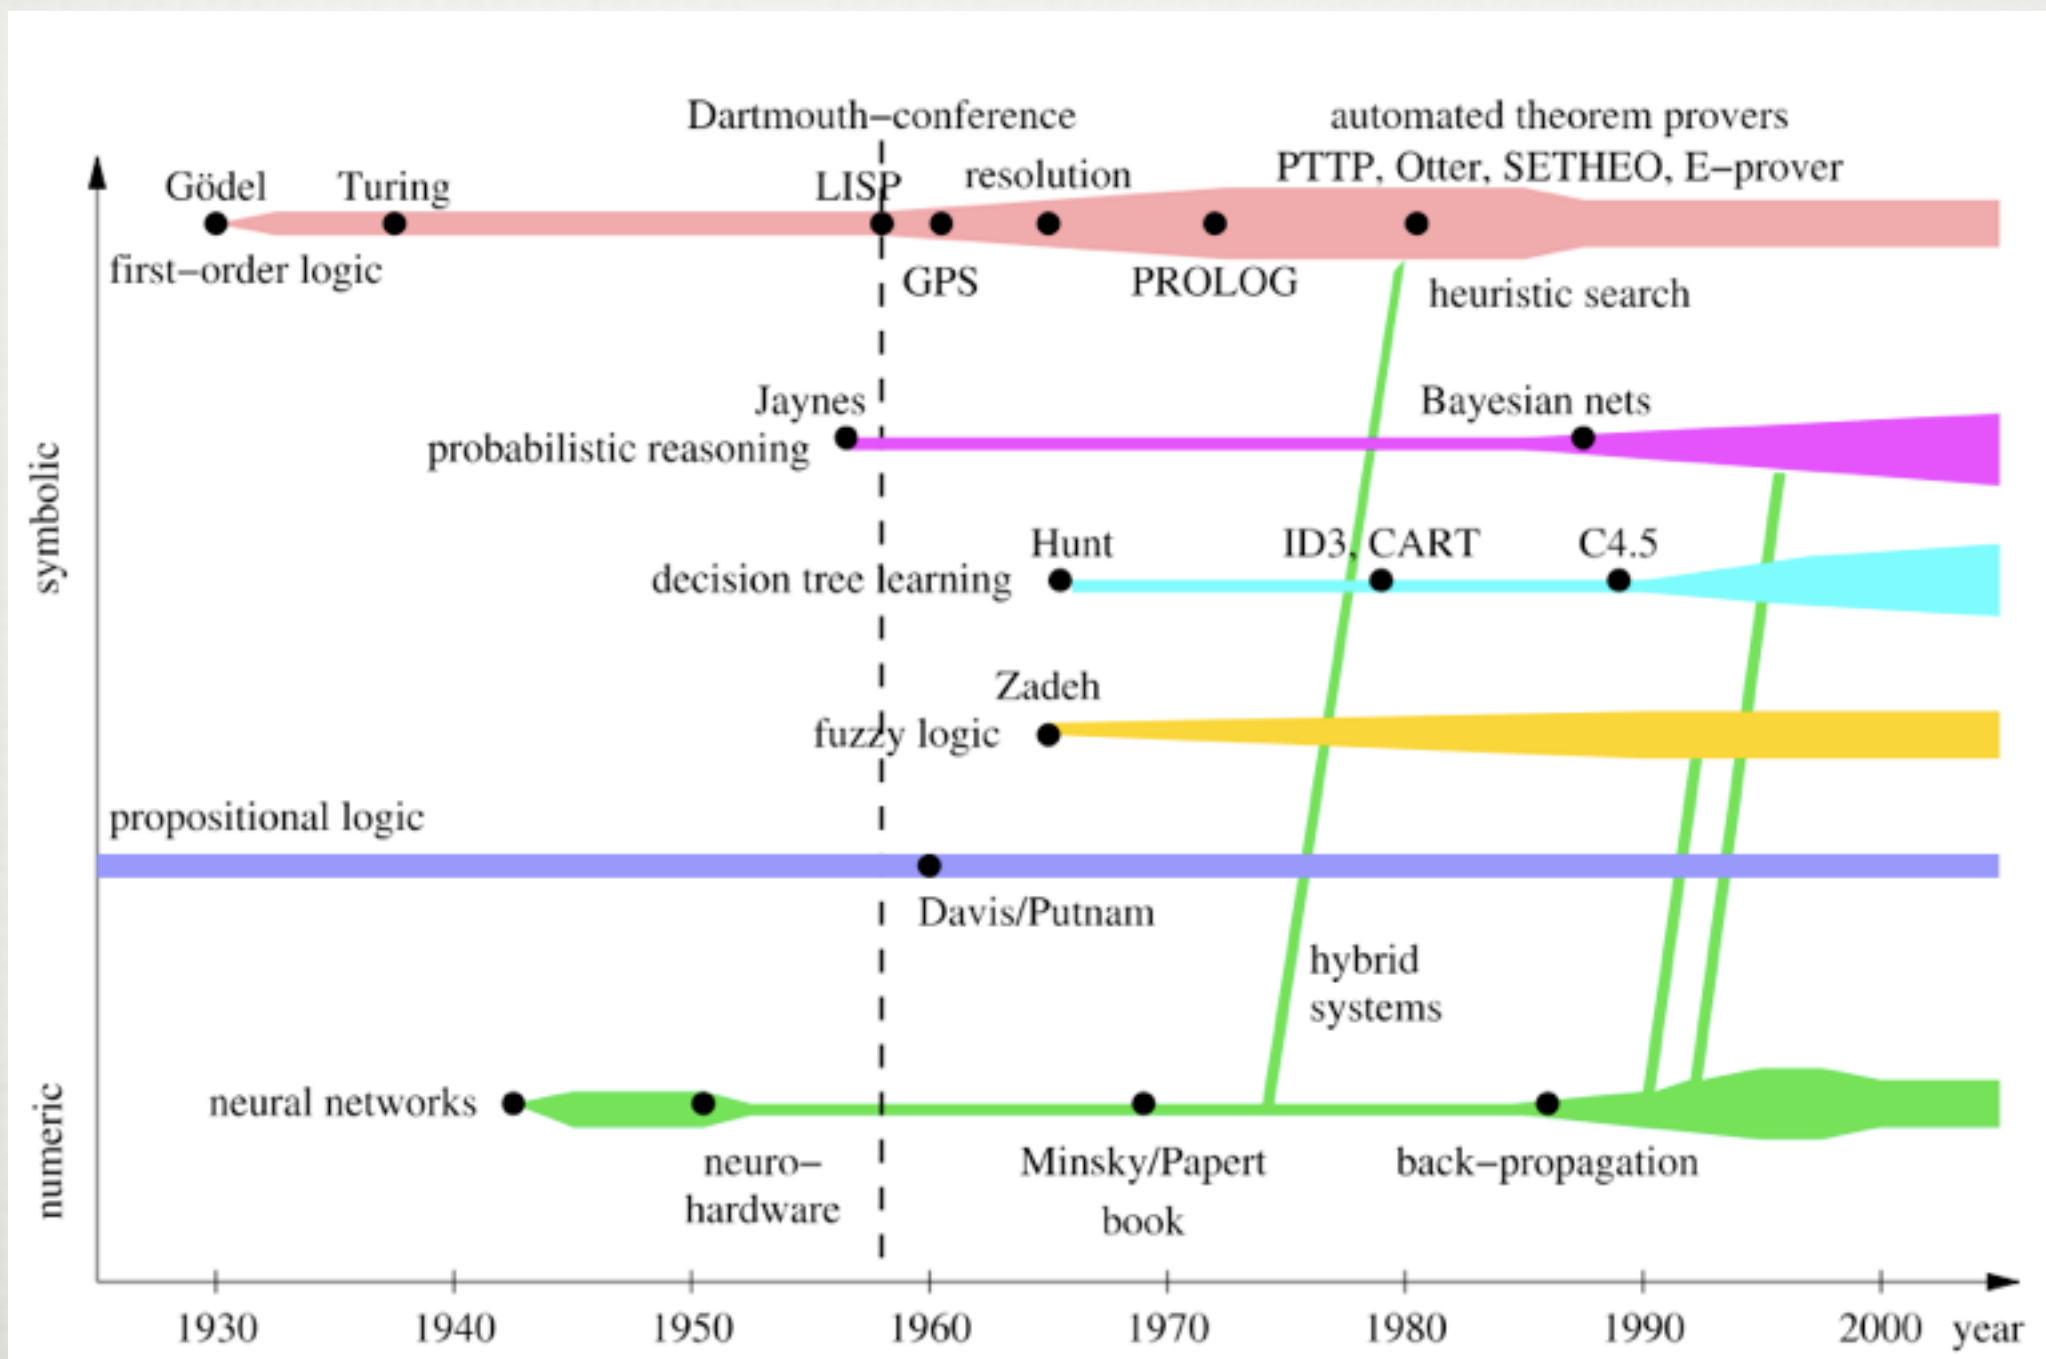 Dartmouth–conference
automated theorem provers
PTTP, Otter, SETHEO, E–prover
Gödel
Turing
LISP
resolution
first–order logic
GPS
PROLOG
heuristic search
Jaynes
Bayesian nets
probabilistic reasoning
symbolic
Hunt
ID3, CART
C4.5
decision tree learning
Zadeh
fuzzy logic
propositional logic
Davis/Putnam
hybrid
systems
neural networks
numeric
neuro–
hardware
Minsky/Papert
book
back–propagation
1930
1940
1950
1960
1970
1980
1990
2000
year